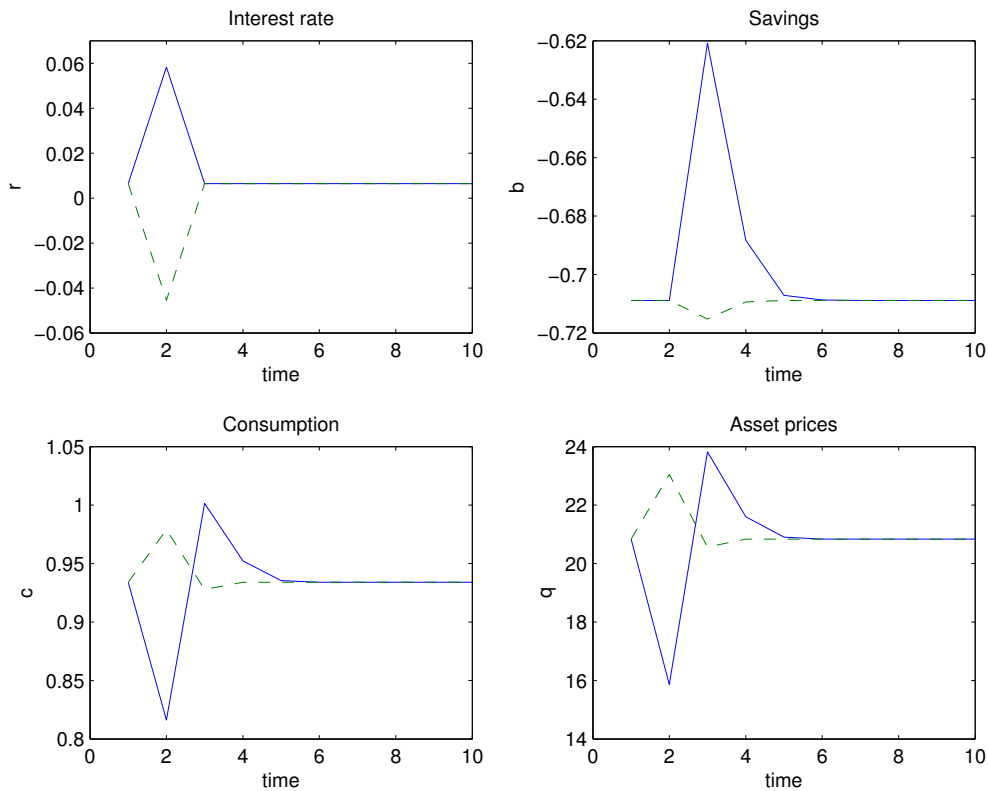 Interest rate
0.06
0.04
0.02
0
−0.02
−0.04
−0.06
r
0 2 4 6 8 10
time
Savings
−0.62
−0.64
−0.66
−0.68
−0.7
−0.72
b
0 2 4 6 8 10
time
Consumption
1.05
1
0.95
0.9
0.85
0.8
c
0 2 4 6 8 10
time
Asset prices
24
22
20
18
16
14
q
0 2 4 6 8 10
time